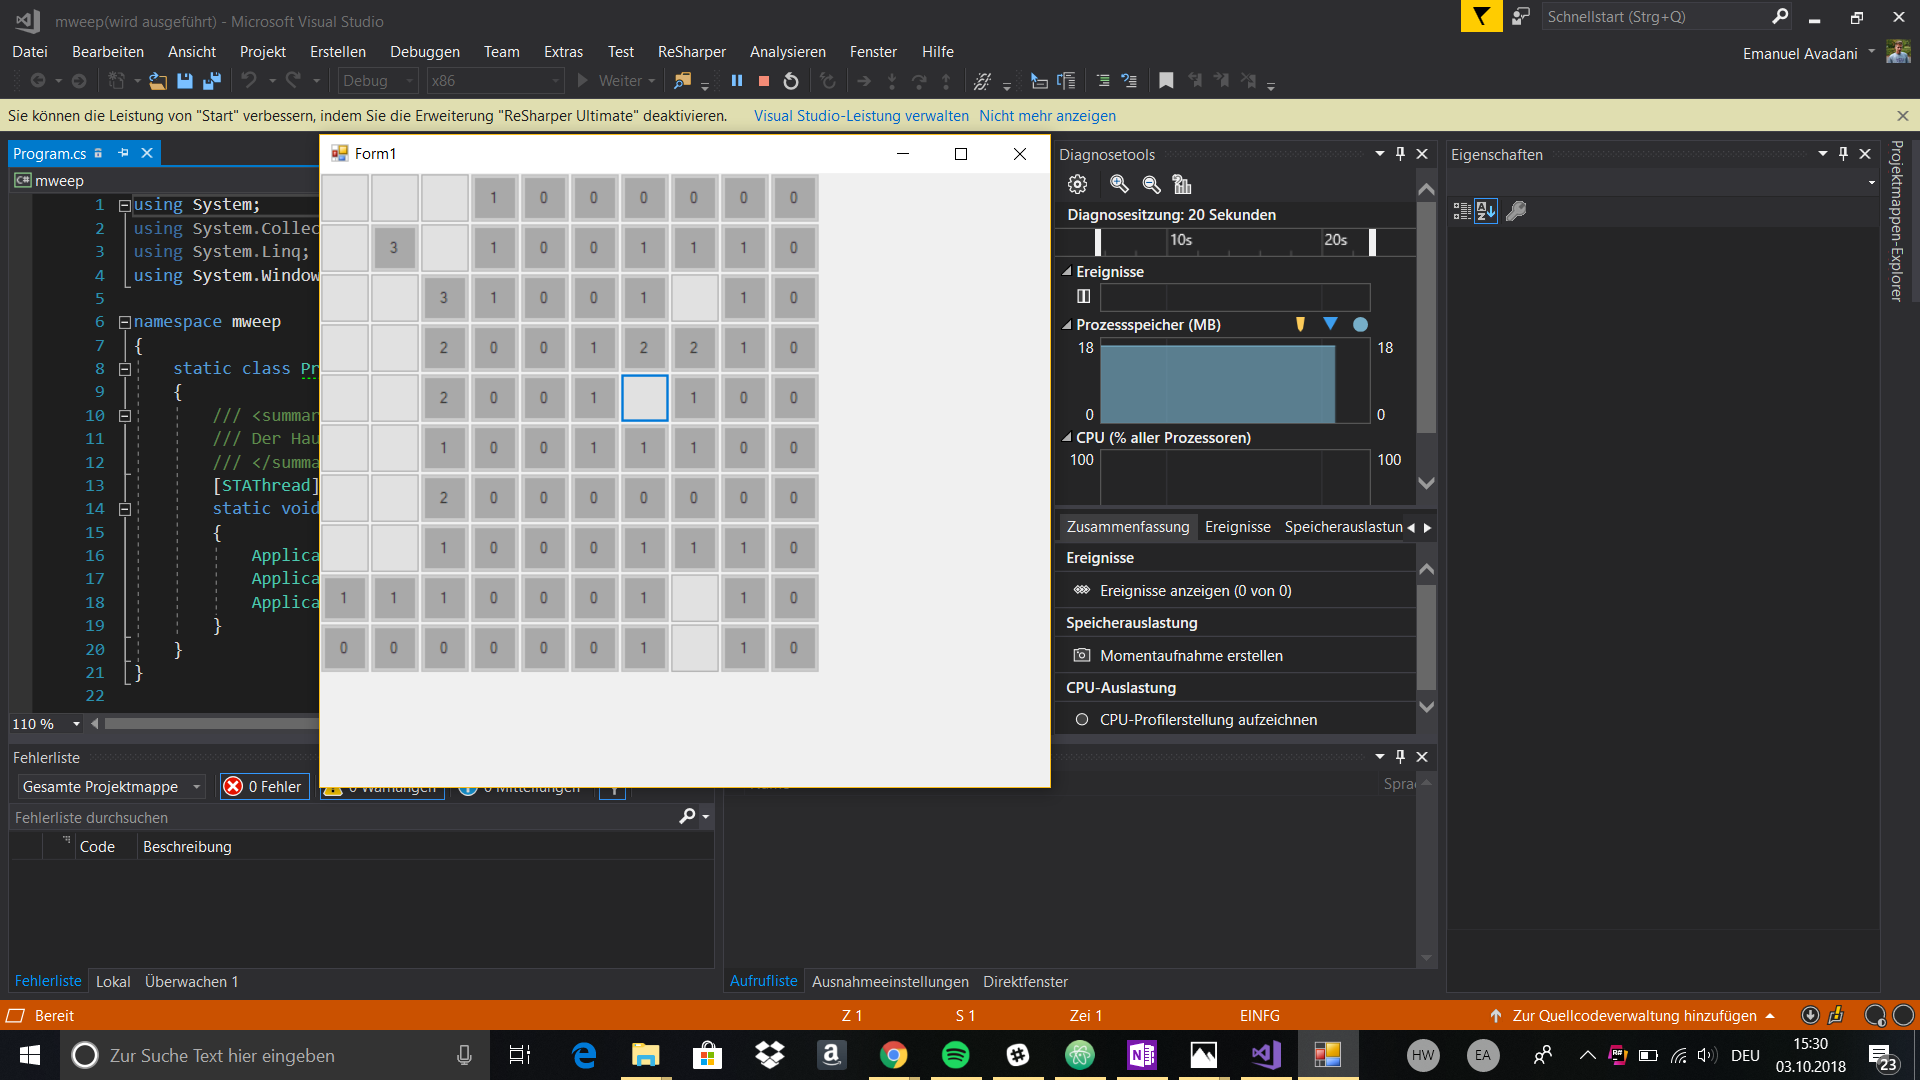 mweep(wird ausgeführt) - Microsoft Visual Studio
Schnellstart (Strg+Q)
Datei Bearbeiten Ansicht Projekt Erstellen Debuggen Team Extras Test ReSharper Analysieren Fenster Hilfe
Emanuel Avadani
Debug x86 Weiter
Sie können die Leistung von "Start" verbessern, indem Sie die Erweiterung "ReSharper Ultimate" deaktivieren. Visual Studio-Leistung verwalten Nicht mehr anzeigen
Program.cs
C# mweep
1 using System;
2 using System.Collec
3 using System.Linq;
4 using System.Window
5
6 namespace mweep
7 {
8 static class Pr
9 {
10 /// <summar
11 /// Der Hau
12 /// </summa
13 [STAThread]
14 static void
15 {
16 Applica
17 Applica
18 Applica
19 }
20 }
21 }
22
110 %
Form1
1 0 0 0 0 0 0
3 1 0 0 1 1 1 0
3 1 0 0 1 1 0
2 0 0 1 2 2 1 0
2 0 0 1 1 0 0
1 0 0 1 1 1 0 0
2 0 0 0 0 0 0 0
1 0 0 0 1 1 1 0
1 1 1 0 0 0 1 1 0
0 0 0 0 0 0 1 1 0
Diagnosetools
Diagnosesitzung: 20 Sekunden
10s 20s
Ereignisse
Prozessspeicher (MB)
18 18
0 0
CPU (% aller Prozessoren)
100 100
Zusammenfassung Ereignisse Speicherauslastun
Ereignisse
Ereignisse anzeigen (0 von 0)
Speicherauslastung
Momentaufnahme erstellen
CPU-Auslastung
CPU-Profilerstellung aufzeichnen
Eigenschaften
Projektmappen-Explorer
Fehlerliste
Gesamte Projektmappe 0 Fehler 0 Warnungen 0 Mitteilungen
Fehlerliste durchsuchen
Code Beschreibung
Name Sprac
Fehlerliste Lokal Überwachen 1
Aufrufliste Ausnahmeeinstellungen Direktfenster
Bereit Z 1 S 1 Zei 1 EINFG Zur Quellcodeverwaltung hinzufügen
Zur Suche Text hier eingeben
HW EA
DEU
15:30
03.10.2018
23